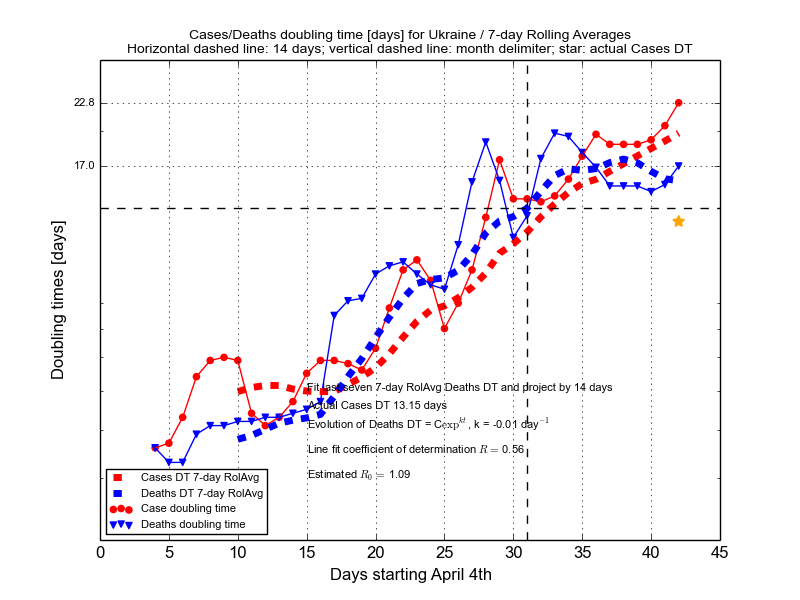 Cases/Deaths doubling time [days] for Ukraine / 7-day Rolling Averages
Horizontal dashed line: 14 days; vertical dashed line: month delimiter; star: actual Cases DT
22.8
17.0
Doubling times [days]
Fit last seven 7-day RolAvg Deaths DT and project by 14 days
Actual Cases DT 13.15 days
Evolution of Deaths DT = Cexp^{kt}, k = -0.01 day^{-1}
Line fit coefficient of determination R = 0.56
Estimated R_0 = 1.09
Cases DT 7-day RolAvg
Deaths DT 7-day RolAvg
Case doubling time
Deaths doubling time
0 5 10 15 20 25 30 35 40 45
Days starting April 4th